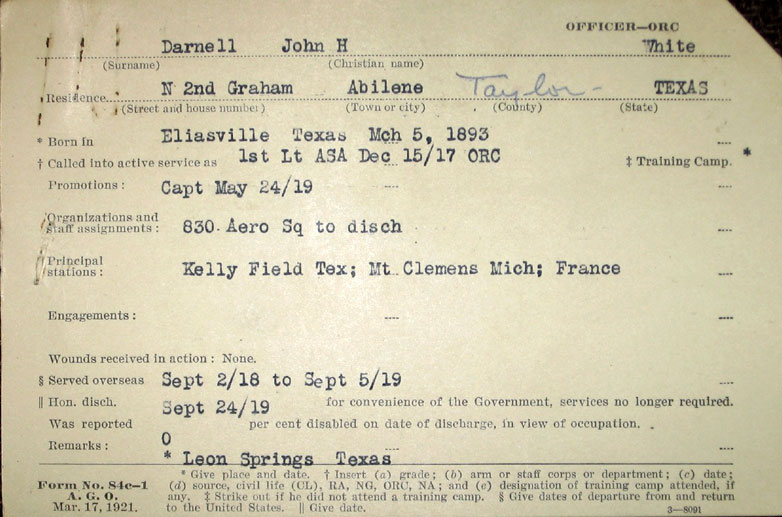 OFFICER—ORC
Darnell John H White
(Surname) (Christian name)
Residence N 2nd Graham Abilene Taylor TEXAS
(Street and house number) (Town or city) (County) (State)
* Born in Eliasville Texas Mch 5, 1893
† Called into active service as 1st Lt ASA Dec 15/17 ORC ‡ Training Camp. *
Promotions: Capt May 24/19
Organizations and
staff assignments: 830 Aero Sq to disch
Principal
stations: Kelly Field Tex; Mt Clemens Mich; France
Engagements:
Wounds received in action: None.
§ Served overseas Sept 2/18 to Sept 5/19
|| Hon. disch. Sept 24/19 for convenience of the Government, services no longer required.
Was reported 0 per cent disabled on date of discharge, in view of occupation.
Remarks: * Leon Springs Texas
Form No. 84c-1
A. G. O.
Mar. 17, 1921.
* Give place and date. † Insert (a) grade; (b) arm or staff corps or department; (c) date;
(d) source, civil life (CL), RA, NG, ORC, NA; and (e) designation of training camp attended, if
any. ‡ Strike out if he did not attend a training camp. § Give dates of departure from and return
to the United States. || Give date. 3—8091